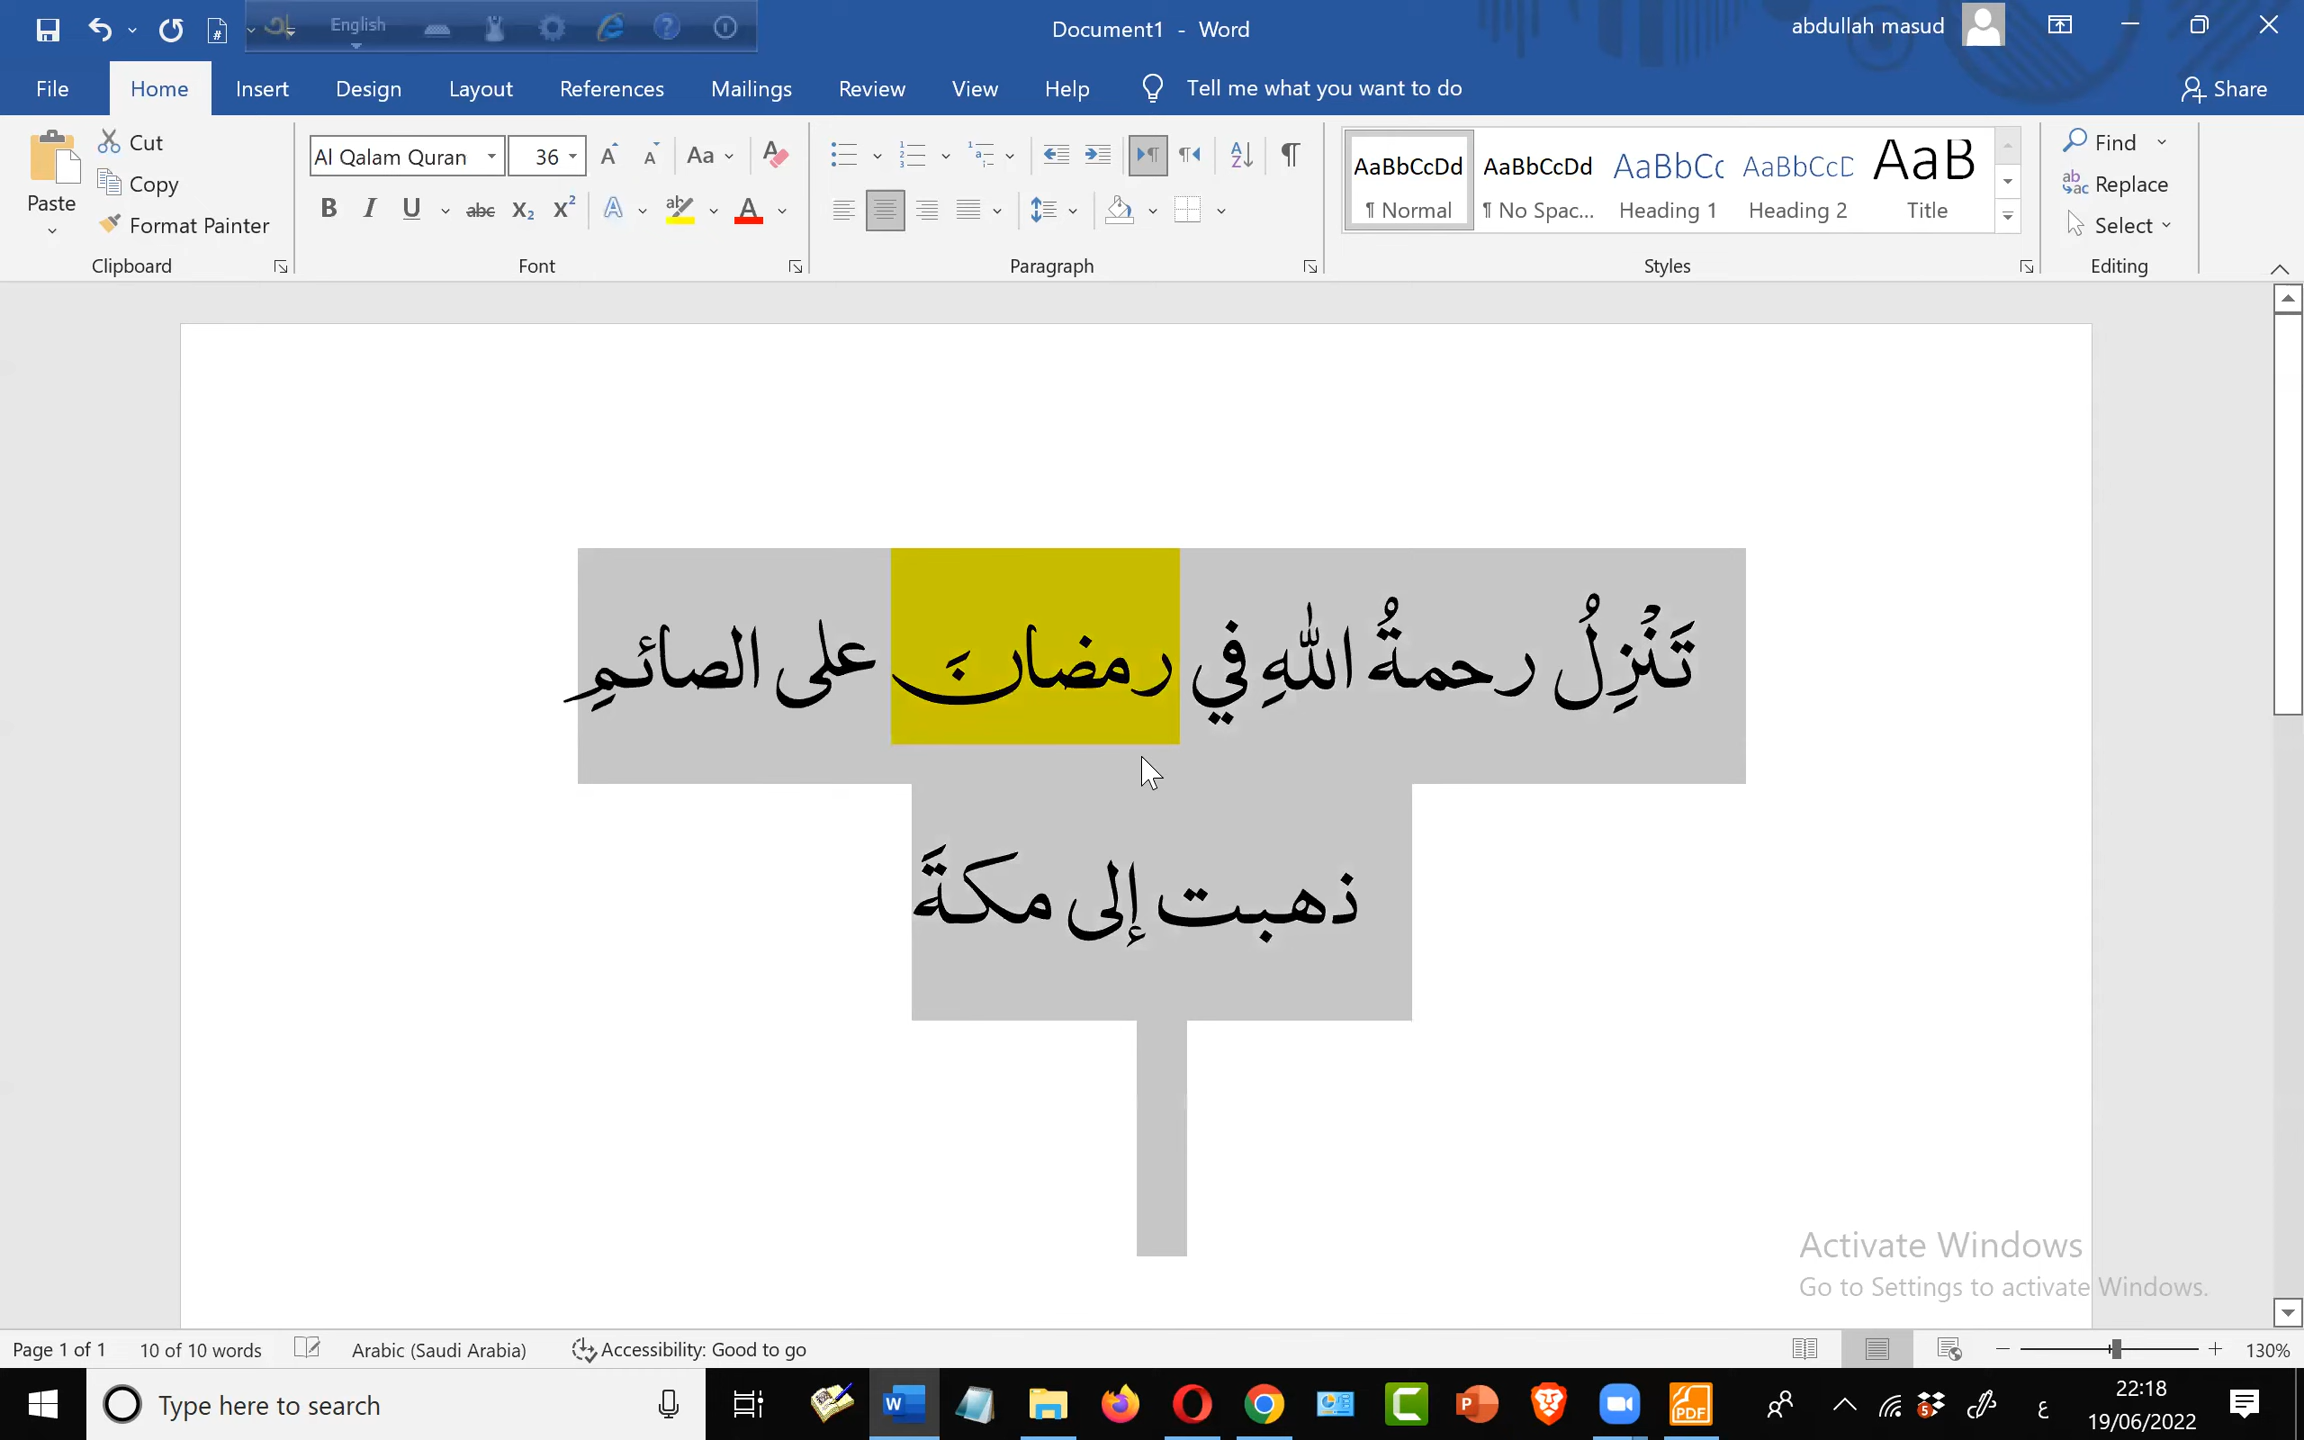 English
Document1 - Word
abdullah masud
File Home Insert Design Layout References Mailings Review View Help Tell me what you want to do Share
Paste
Cut
Copy
Format Painter
Clipboard
Al Qalam Quran 36
Font
Paragraph
AaBbCcDd AaBbCcDd AaBbCc AaBbCcD AaB
¶ Normal ¶ No Spac... Heading 1 Heading 2 Title
Styles
Find
Replace
Select
Editing
تَنْزِلُ رحمةُ اللهِ في رمضانَ على الصائمِ
ذهبت إلى مكةَ
Activate Windows
Go to Settings to activate Windows.
Page 1 of 1 10 of 10 words Arabic (Saudi Arabia) Accessibility: Good to go 130%
Type here to search
ع
22:18
19/06/2022